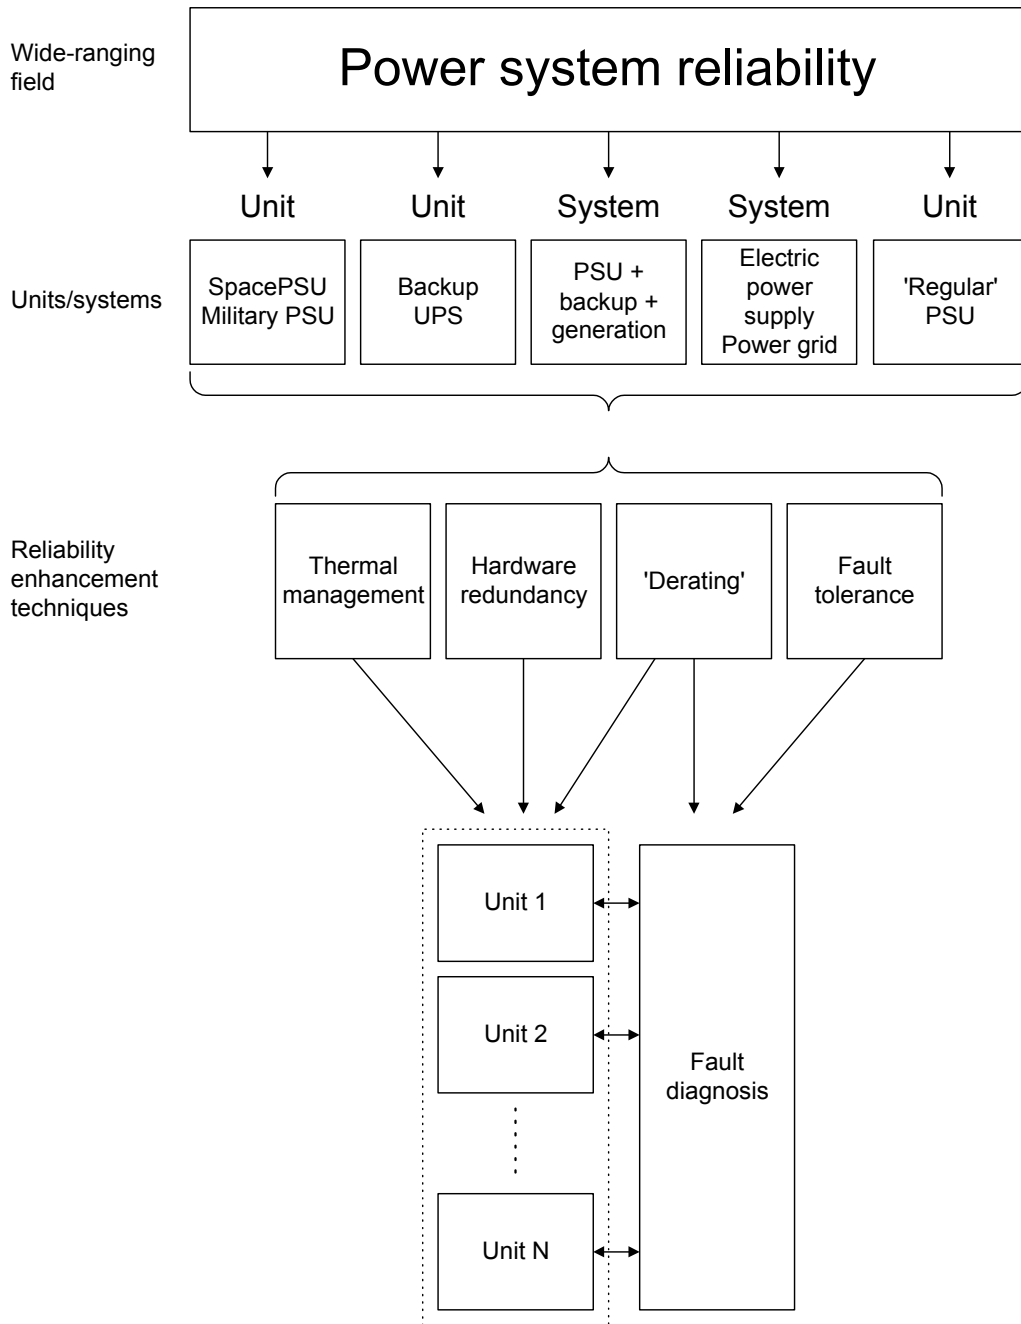 Wide-ranging
field
Power system reliability
Unit
Unit
System
System
Unit
Units/systems
SpacePSU
Military PSU
Backup
UPS
PSU +
backup +
generation
Electric
power
supply
Power grid
'Regular'
PSU
Reliability
enhancement
techniques
Thermal
management
Hardware
redundancy
'Derating'
Fault
tolerance
Unit 1
Unit 2
Unit N
Fault
diagnosis